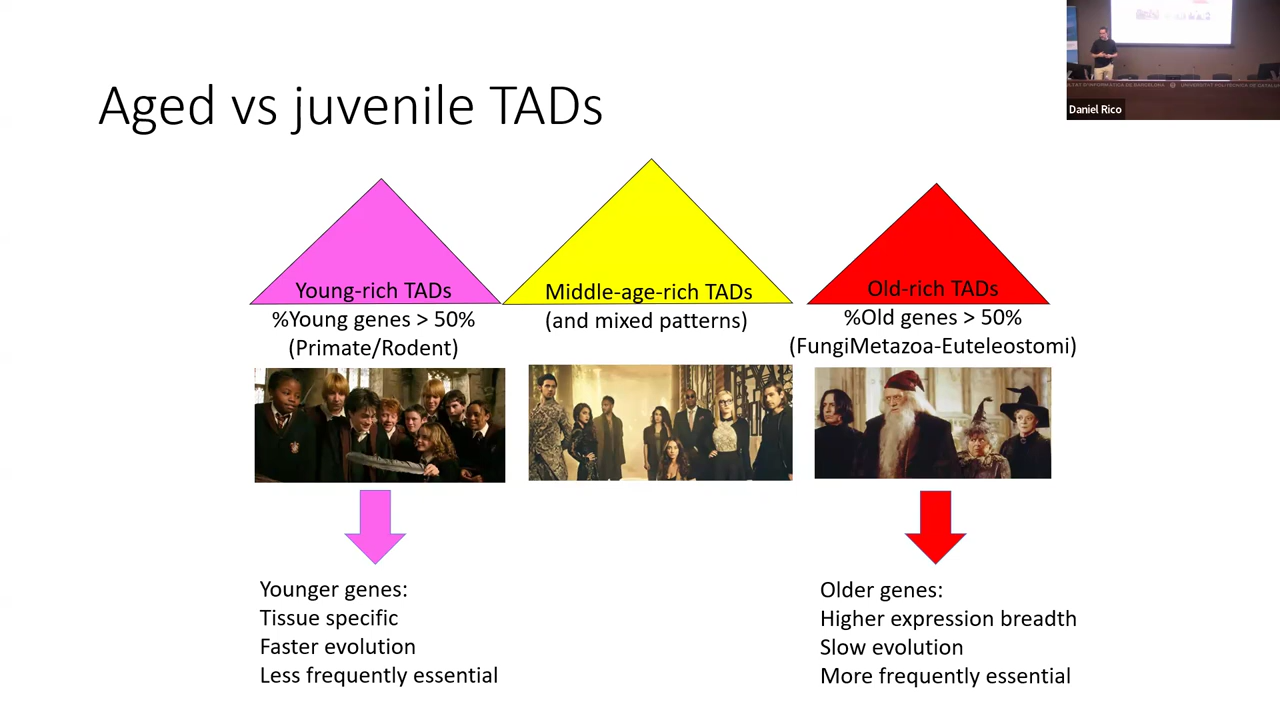 Aged vs juvenile TADs
Daniel Rico
Young-rich TADs
%Young genes > 50%
(Primate/Rodent)
Middle-age-rich TADs
(and mixed patterns)
Old-rich TADs
%Old genes > 50%
(FungiMetazoa-Euteleostomi)
Younger genes:
Tissue specific
Faster evolution
Less frequently essential
Older genes:
Higher expression breadth
Slow evolution
More frequently essential